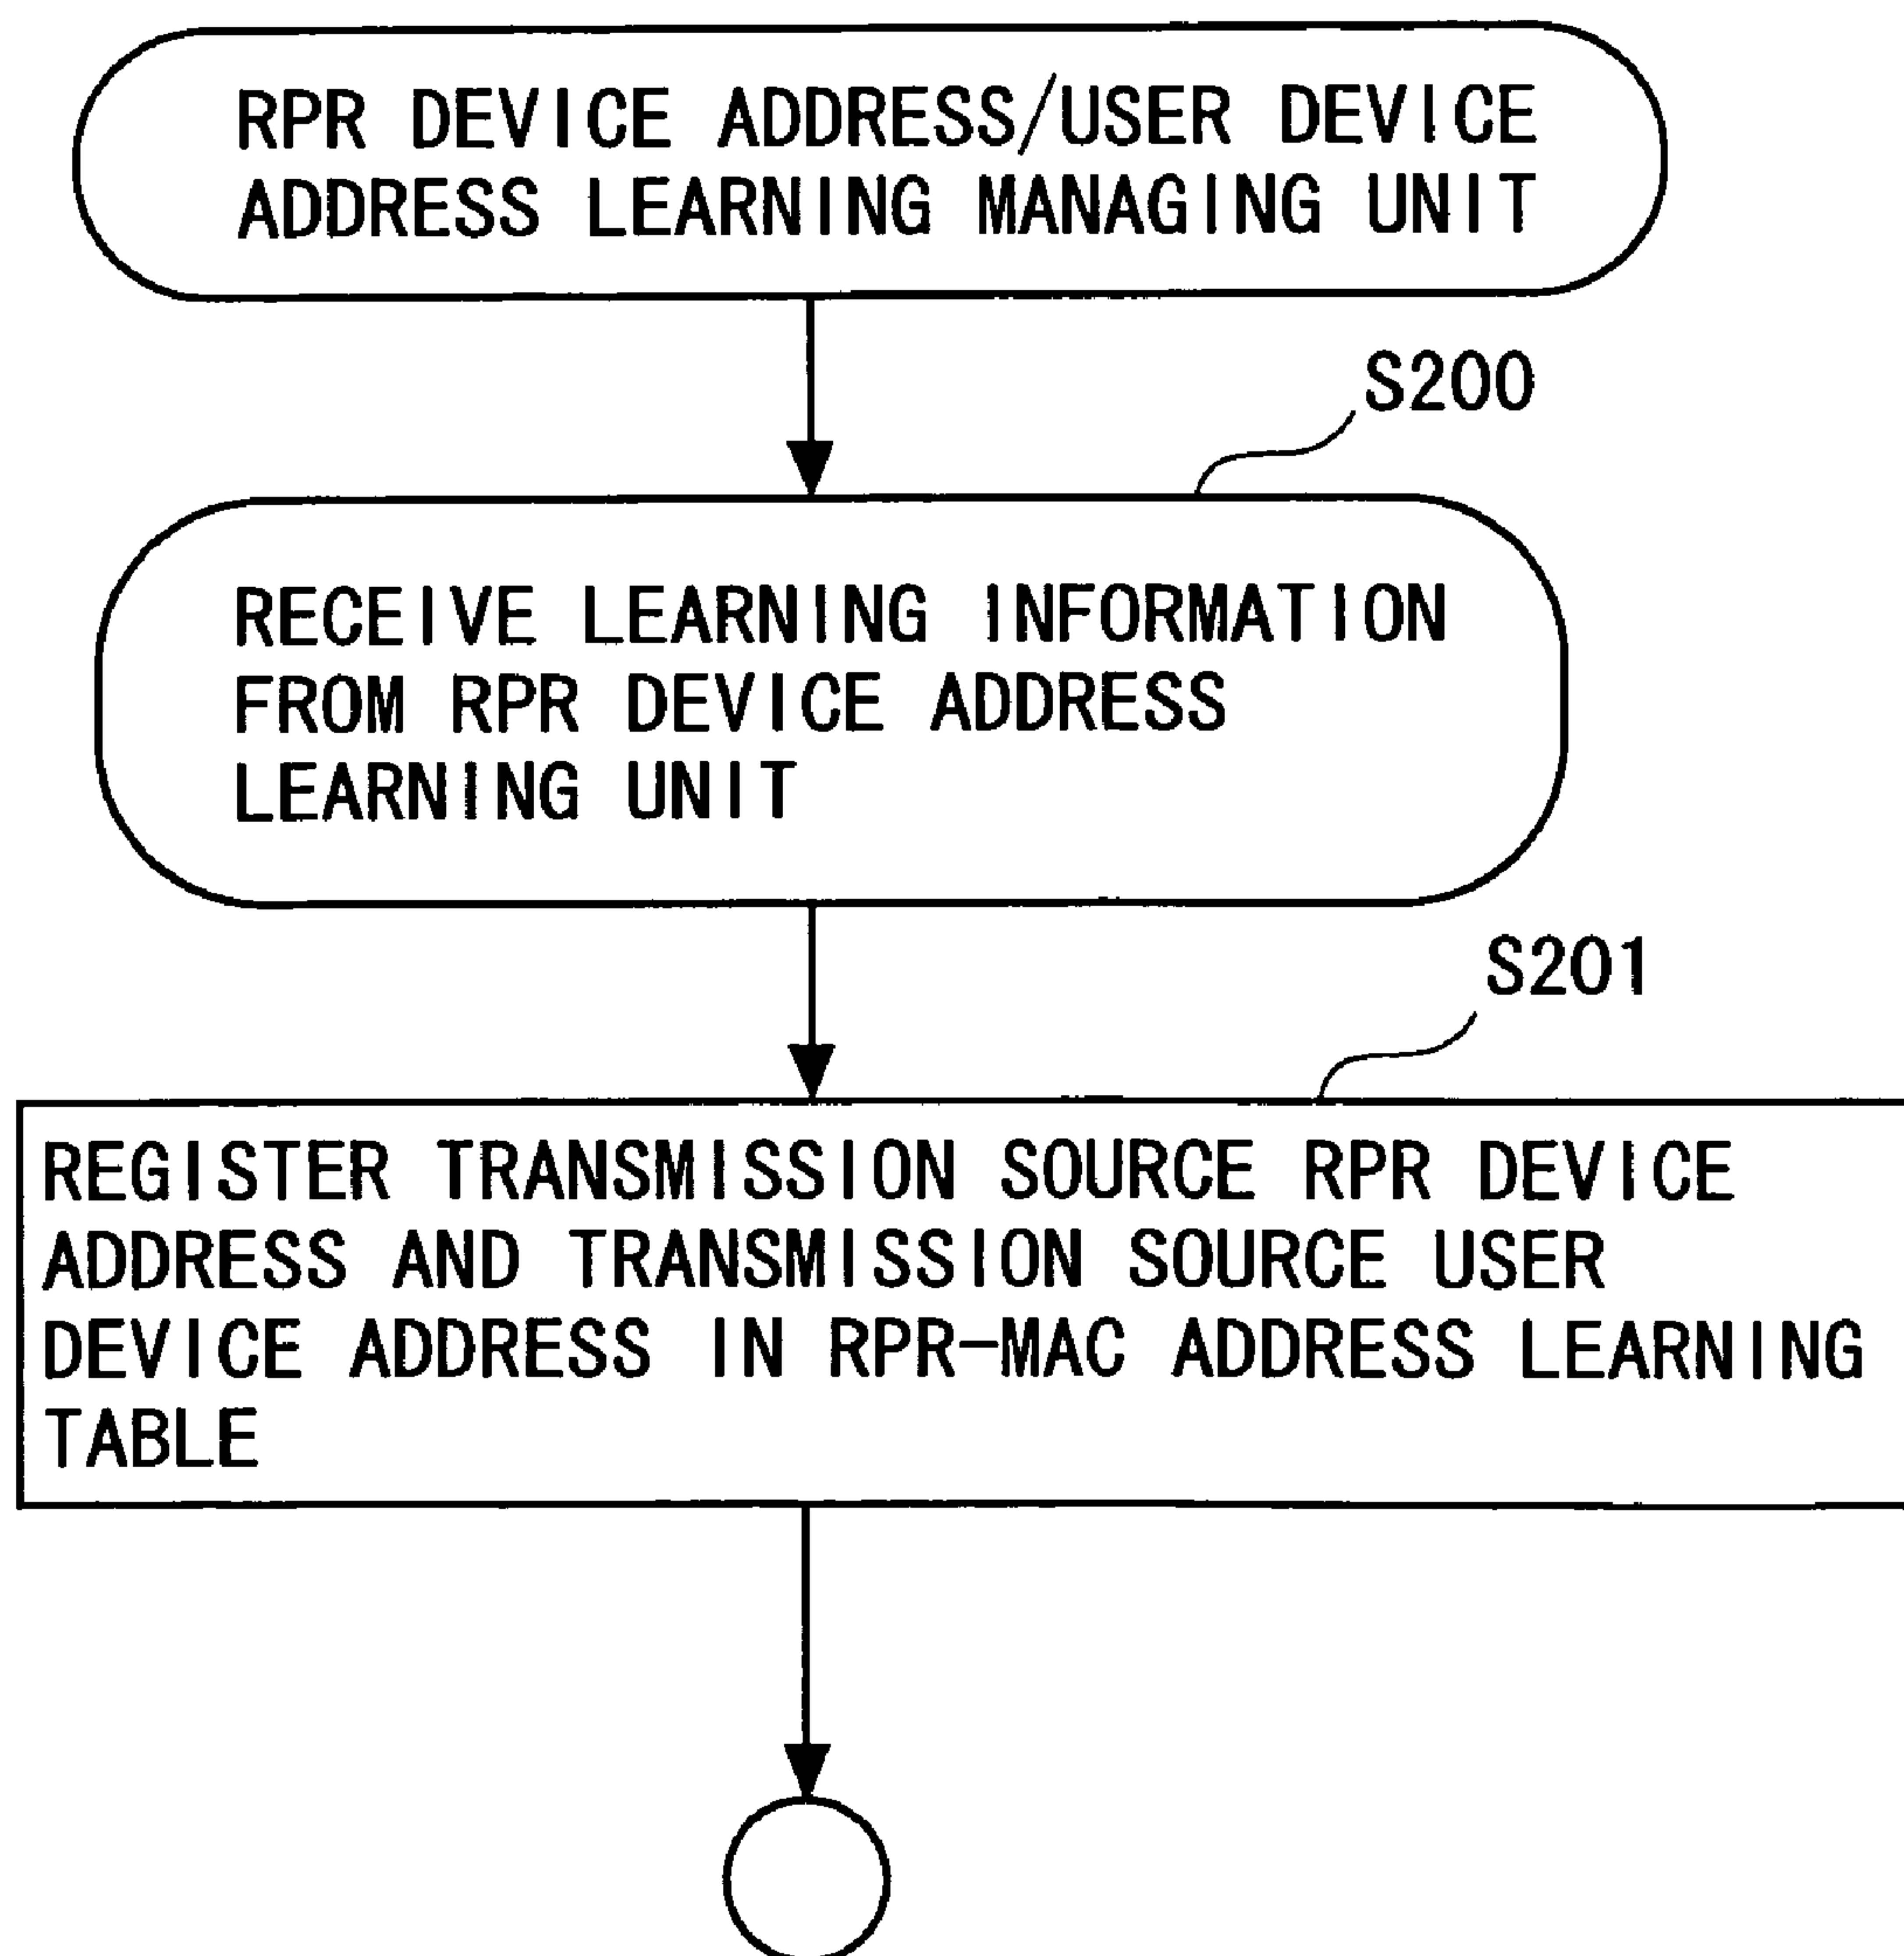 RPR DEVICE ADDRESS/USER DEVICE
ADDRESS LEARNING MANAGING UNIT
S200
RECEIVE LEARNING INFORMATION
FROM RPR DEVICE ADDRESS
LEARNING UNIT
S201
REGISTER TRANSMISSION SOURCE RPR DEVICE
ADDRESS AND TRANSMISSION SOURCE USER
DEVICE ADDRESS IN RPR-MAC ADDRESS LEARNING
TABLE